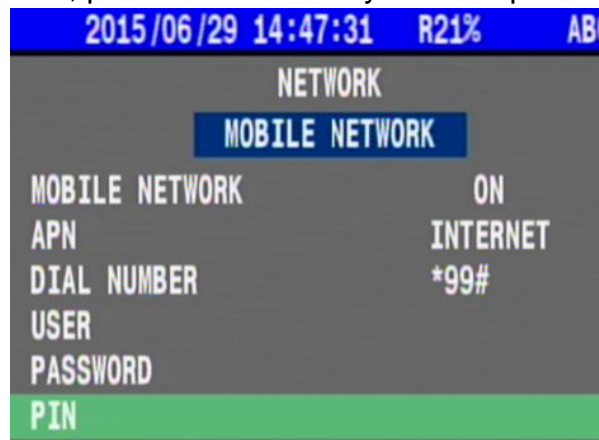 2015/06/29 14:47:31 R21%
NETWORK
MOBILE NETWORK
MOBILE NETWORK ON
APN INTERNET
DIAL NUMBER *99#
USER
PASSWORD
PIN